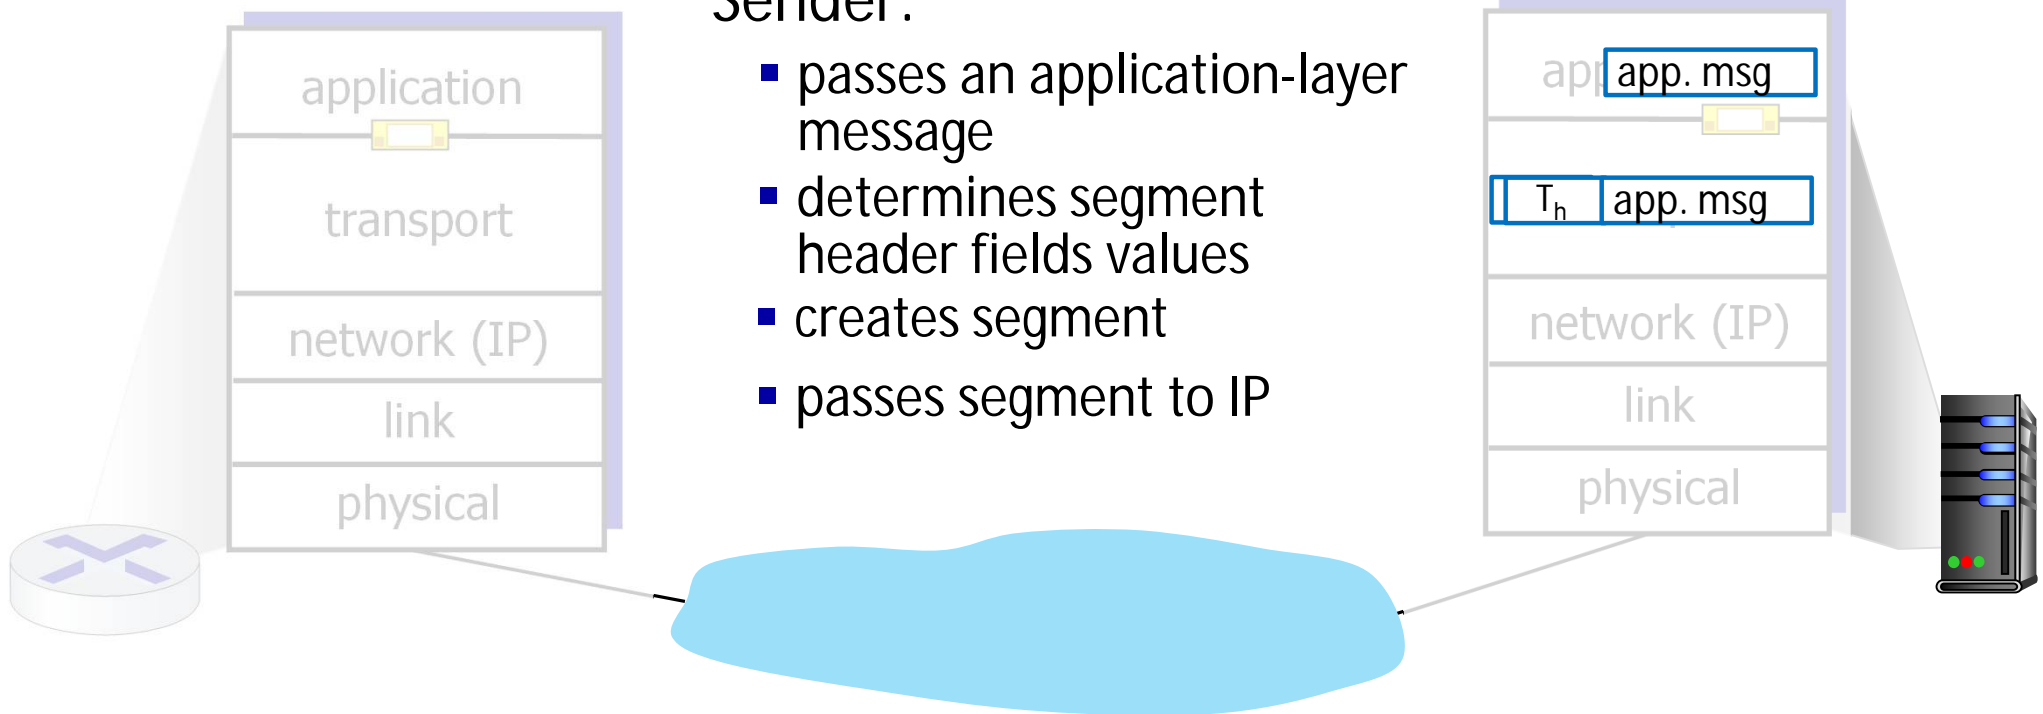 Sender:
application
transport
network (IP)
link
physical
▪ passes an application-layer
message
▪ determines segment
header fields values
▪ creates segment
▪ passes segment to IP
app. msg
Th app. msg
network (IP)
link
physical